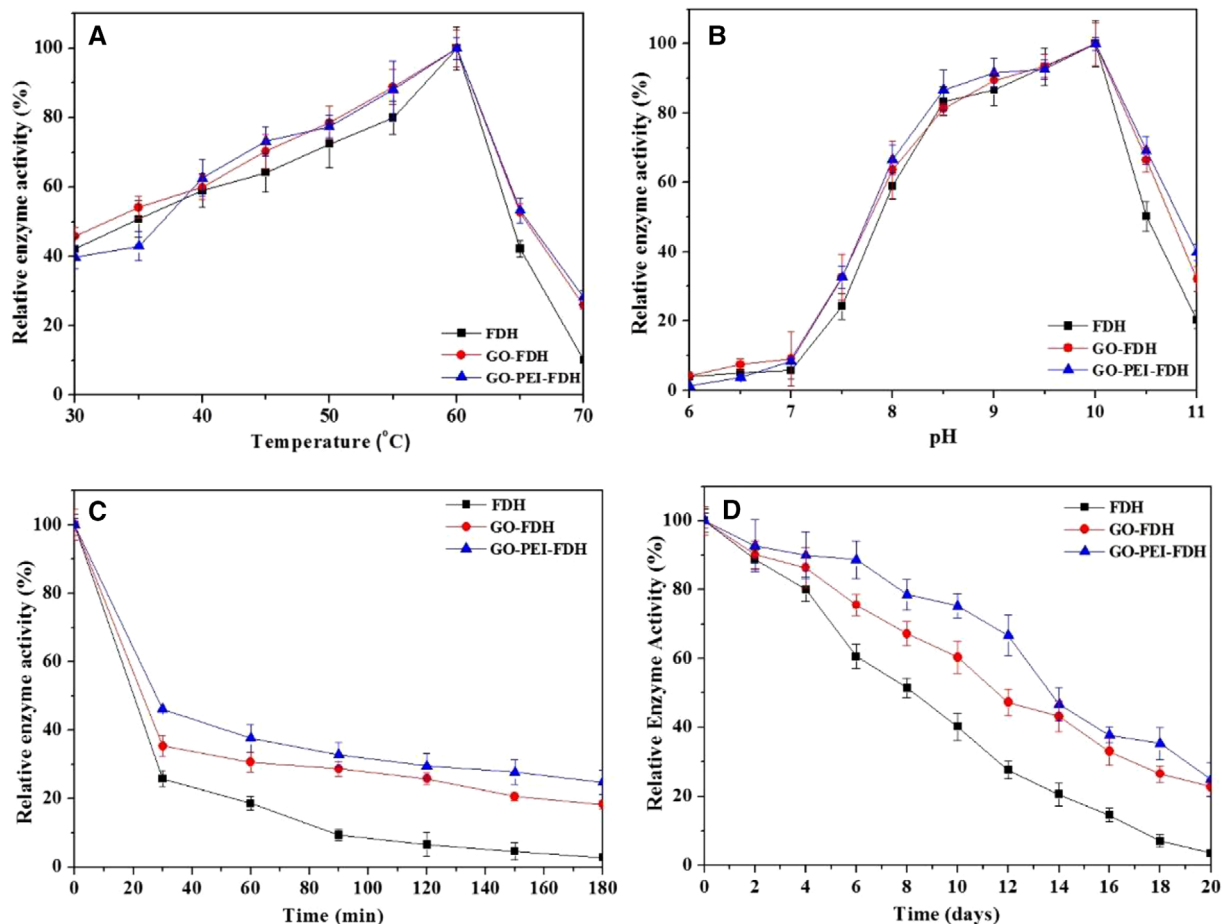 A
Relative enzyme activity (%)
100
80
60
40
20
0
FDH
GO-FDH
GO-PEI-FDH
30 40 50 60 70
Temperature (°C)
B
Relative enzyme activity (%)
100
80
60
40
20
0
FDH
GO-FDH
GO-PEI-FDH
6 7 8 9 10 11
pH
C
Relative enzyme activity (%)
100
80
60
40
20
0
FDH
GO-FDH
GO-PEI-FDH
0 20 40 60 80 100 120 140 160 180
Time (min)
D
Relative Enzyme Activity (%)
100
80
60
40
20
0
FDH
GO-FDH
GO-PEI-FDH
0 2 4 6 8 10 12 14 16 18 20
Time (days)